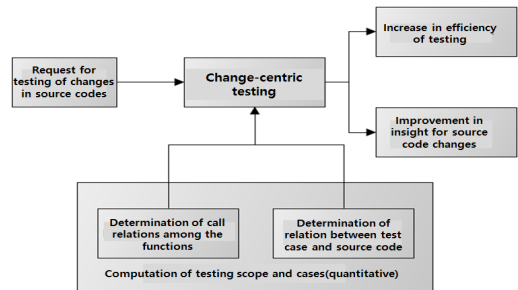 Increase in efficiency
of testing
Request for
testing of changes
in source codes
Change-centric
testing
Improvement in
insight for source
code changes
Determination of call
relations among the
functions
Determination of
relation between test
case and source code
Computation of testing scope and cases(quantitative)